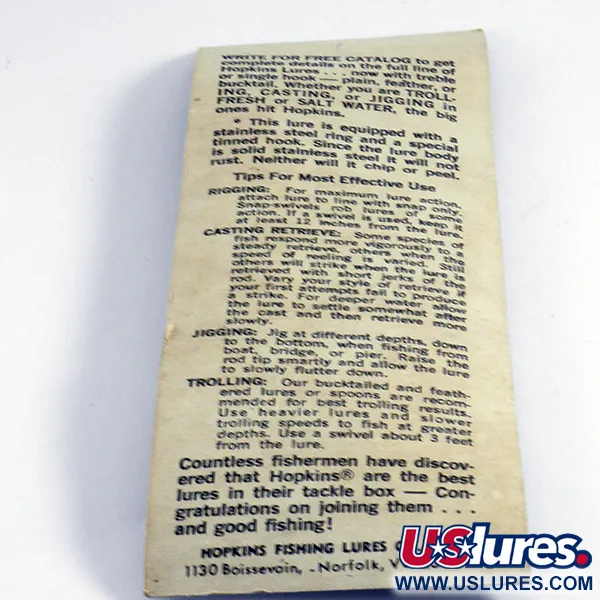 WRITE FOR FREE CATALOG to get
complete details on the full line of
Hopkins Lures . . . now with treble
or single hook — plain, feather, or
bucktail. Whether you are TROLL
ING, CASTING, or JIGGING in
FRESH or SALT WATER, the big
ones hit Hopkins.
* This lure is equipped with a
stainless steel ring and a special
tinned hook. Since the lure body
is solid stainless steel it will not
rust. Neither will it chip or peel.
Tips For Most Effective Use
RIGGING: For maximum lure action,
attach lure to line with snap only.
Snap-swivels rob lures of some
action. If a swivel is used, keep it
at least 12 inches from the lure.
CASTING RETRIEVE: Some species of
fish respond more vigorously to a
steady retrieve, others when the
speed of reeling is varied. Still
others will strike when the lure is
retrieved with short jerks of the
rod. Vary your style of retrieve if
your first attempts fail to produce
a strike. For deeper water allow
the lure to settle somewhat after
the cast and then retrieve more
slowly.
JIGGING: Jig at different depths, down
to the bottom, when fishing from
boat, bridge, or pier. Raise the
rod tip smartly and allow the lure
to slowly flutter down.
TROLLING: Our bucktailed and feath-
ered lures or spoons are recom-
mended for best trolling results.
Use heavier lures and slower
trolling speeds to fish at greater
depths. Use a swivel about 3 feet
from the lure.
Countless fishermen have discov-
ered that Hopkins® are the best
lures in their tackle box — Con-
gratulations on joining them . . .
and good fishing!
HOPKINS FISHING LURES
1130 Boissevain, Norfolk, V
USlures.
WWW.USLURES.COM